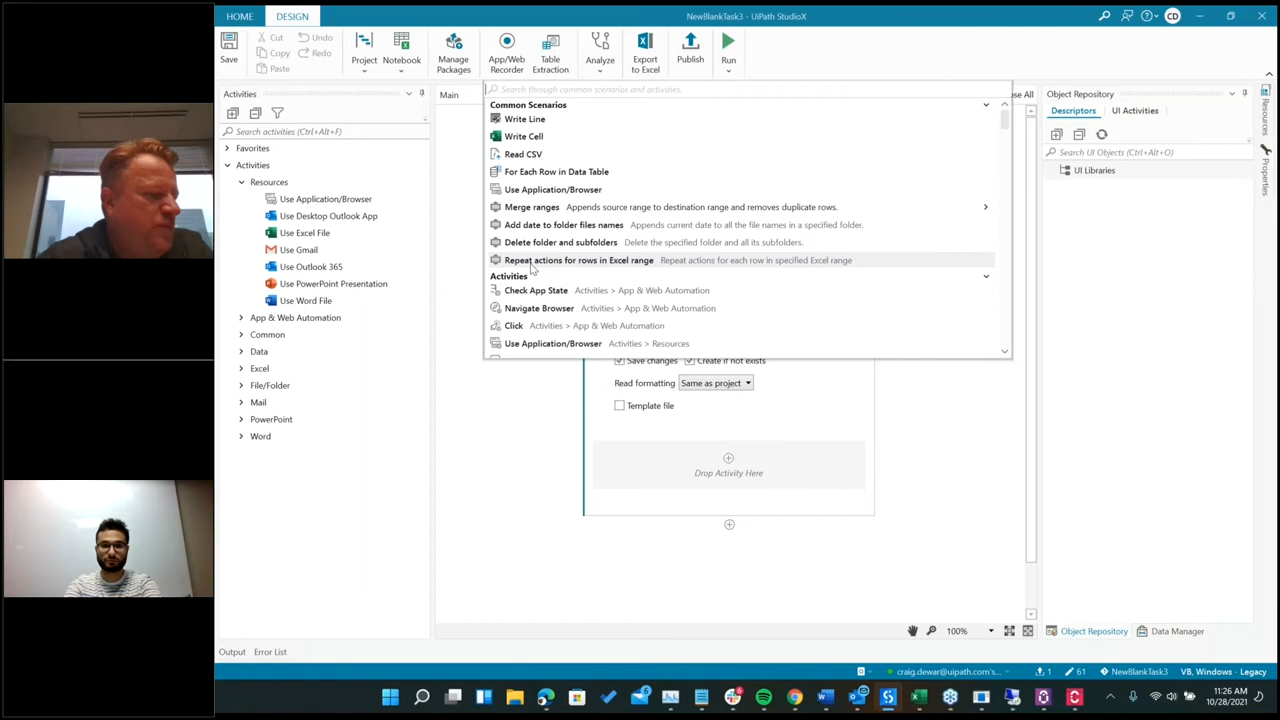 HOME DESIGN NewBlankTask3 - UiPath StudioX CD
Save Cut Copy Paste Undo Redo Project Notebook Manage Packages App/Web Recorder Table Extraction Analyze Export to Excel Publish Run
Activities
Search activities (Ctrl+Alt+F)
Favorites
Activities
Resources
Use Application/Browser
Use Desktop Outlook App
Use Excel File
Use Gmail
Use Outlook 365
Use PowerPoint Presentation
Use Word File
App & Web Automation
Common
Data
Excel
File/Folder
Mail
PowerPoint
Word
Main
Search through common scenarios and activities.
Common Scenarios
Write Line
Write Cell
Read CSV
For Each Row in Data Table
Use Application/Browser
Merge ranges Appends source range to destination range and removes duplicate rows.
Add date to folder files names Appends current date to all the file names in a specified folder.
Delete folder and subfolders Delete the specified folder and all its subfolders.
Repeat actions for rows in Excel range Repeat actions for each row in specified Excel range
Activities
Check App State Activities > App & Web Automation
Navigate Browser Activities > App & Web Automation
Click Activities > App & Web Automation
Use Application/Browser Activities > Resources
Save changes Create if not exists
Read formatting Same as project
Template file
Drop Activity Here
100%
All
Object Repository
Descriptors UI Activities
Search UI Objects (Ctrl+Alt+O)
UI Libraries
Resources
Properties
Object Repository Data Manager
Output Error List
craig.dewar@uipath.com's... 1 61 NewBlankTask3 VB, Windows - Legacy
11:26 AM
10/28/2021